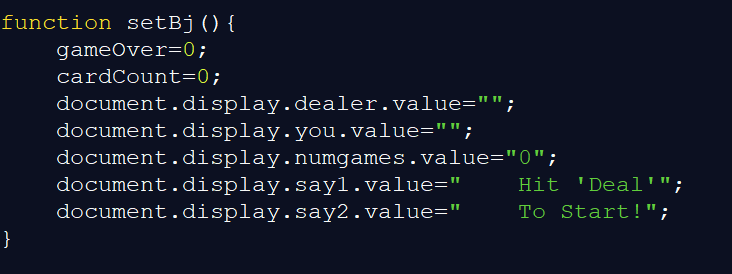 function setBj(){
    gameOver=0;
    cardCount=0;
    document.display.dealer.value="";
    document.display.you.value="";
    document.display.numgames.value="0";
    document.display.say1.value="    Hit 'Deal'";
    document.display.say2.value="    To Start!";
}